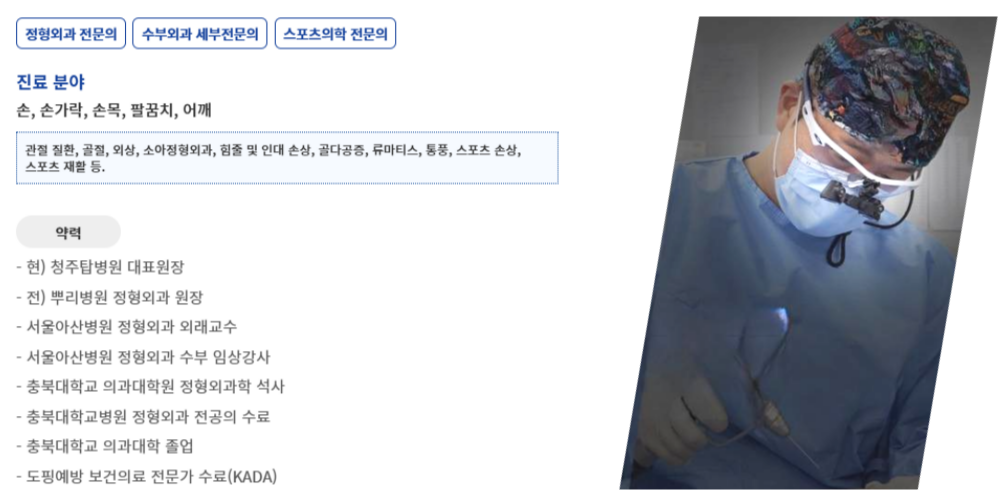 정형외과 전문의
수부외과 세부전문의
스포츠의학 전문의
진료 분야
손, 손가락, 손목, 팔꿈치, 어깨
관절 질환, 골절, 외상, 소아정형외과, 힘줄 및 인대 손상, 골다공증, 류마티스, 통풍, 스포츠 손상,
스포츠 재활 등.
약력
- 현) 청주탑병원 대표원장
- 전) 뿌리병원 정형외과 원장
- 서울아산병원 정형외과 외래교수
- 서울아산병원 정형외과 수부 임상강사
- 충북대학교 의과대학원 정형외과학 석사
- 충북대학교병원 정형외과 전공의 수료
- 충북대학교 의과대학 졸업
- 도핑예방 보건의료 전문가 수료(KADA)